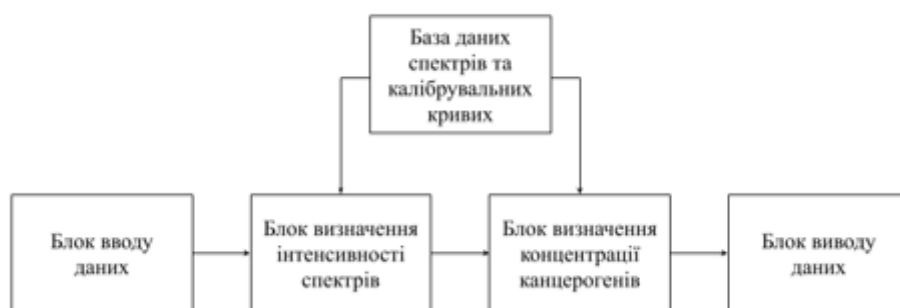 База даних
спектрів та
калібрувальних
кривих
Блок вводу
даних
Блок визначення
інтенсивності
спектрів
Блок визначення
концентрації
канцерогенів
Блок виводу
даних